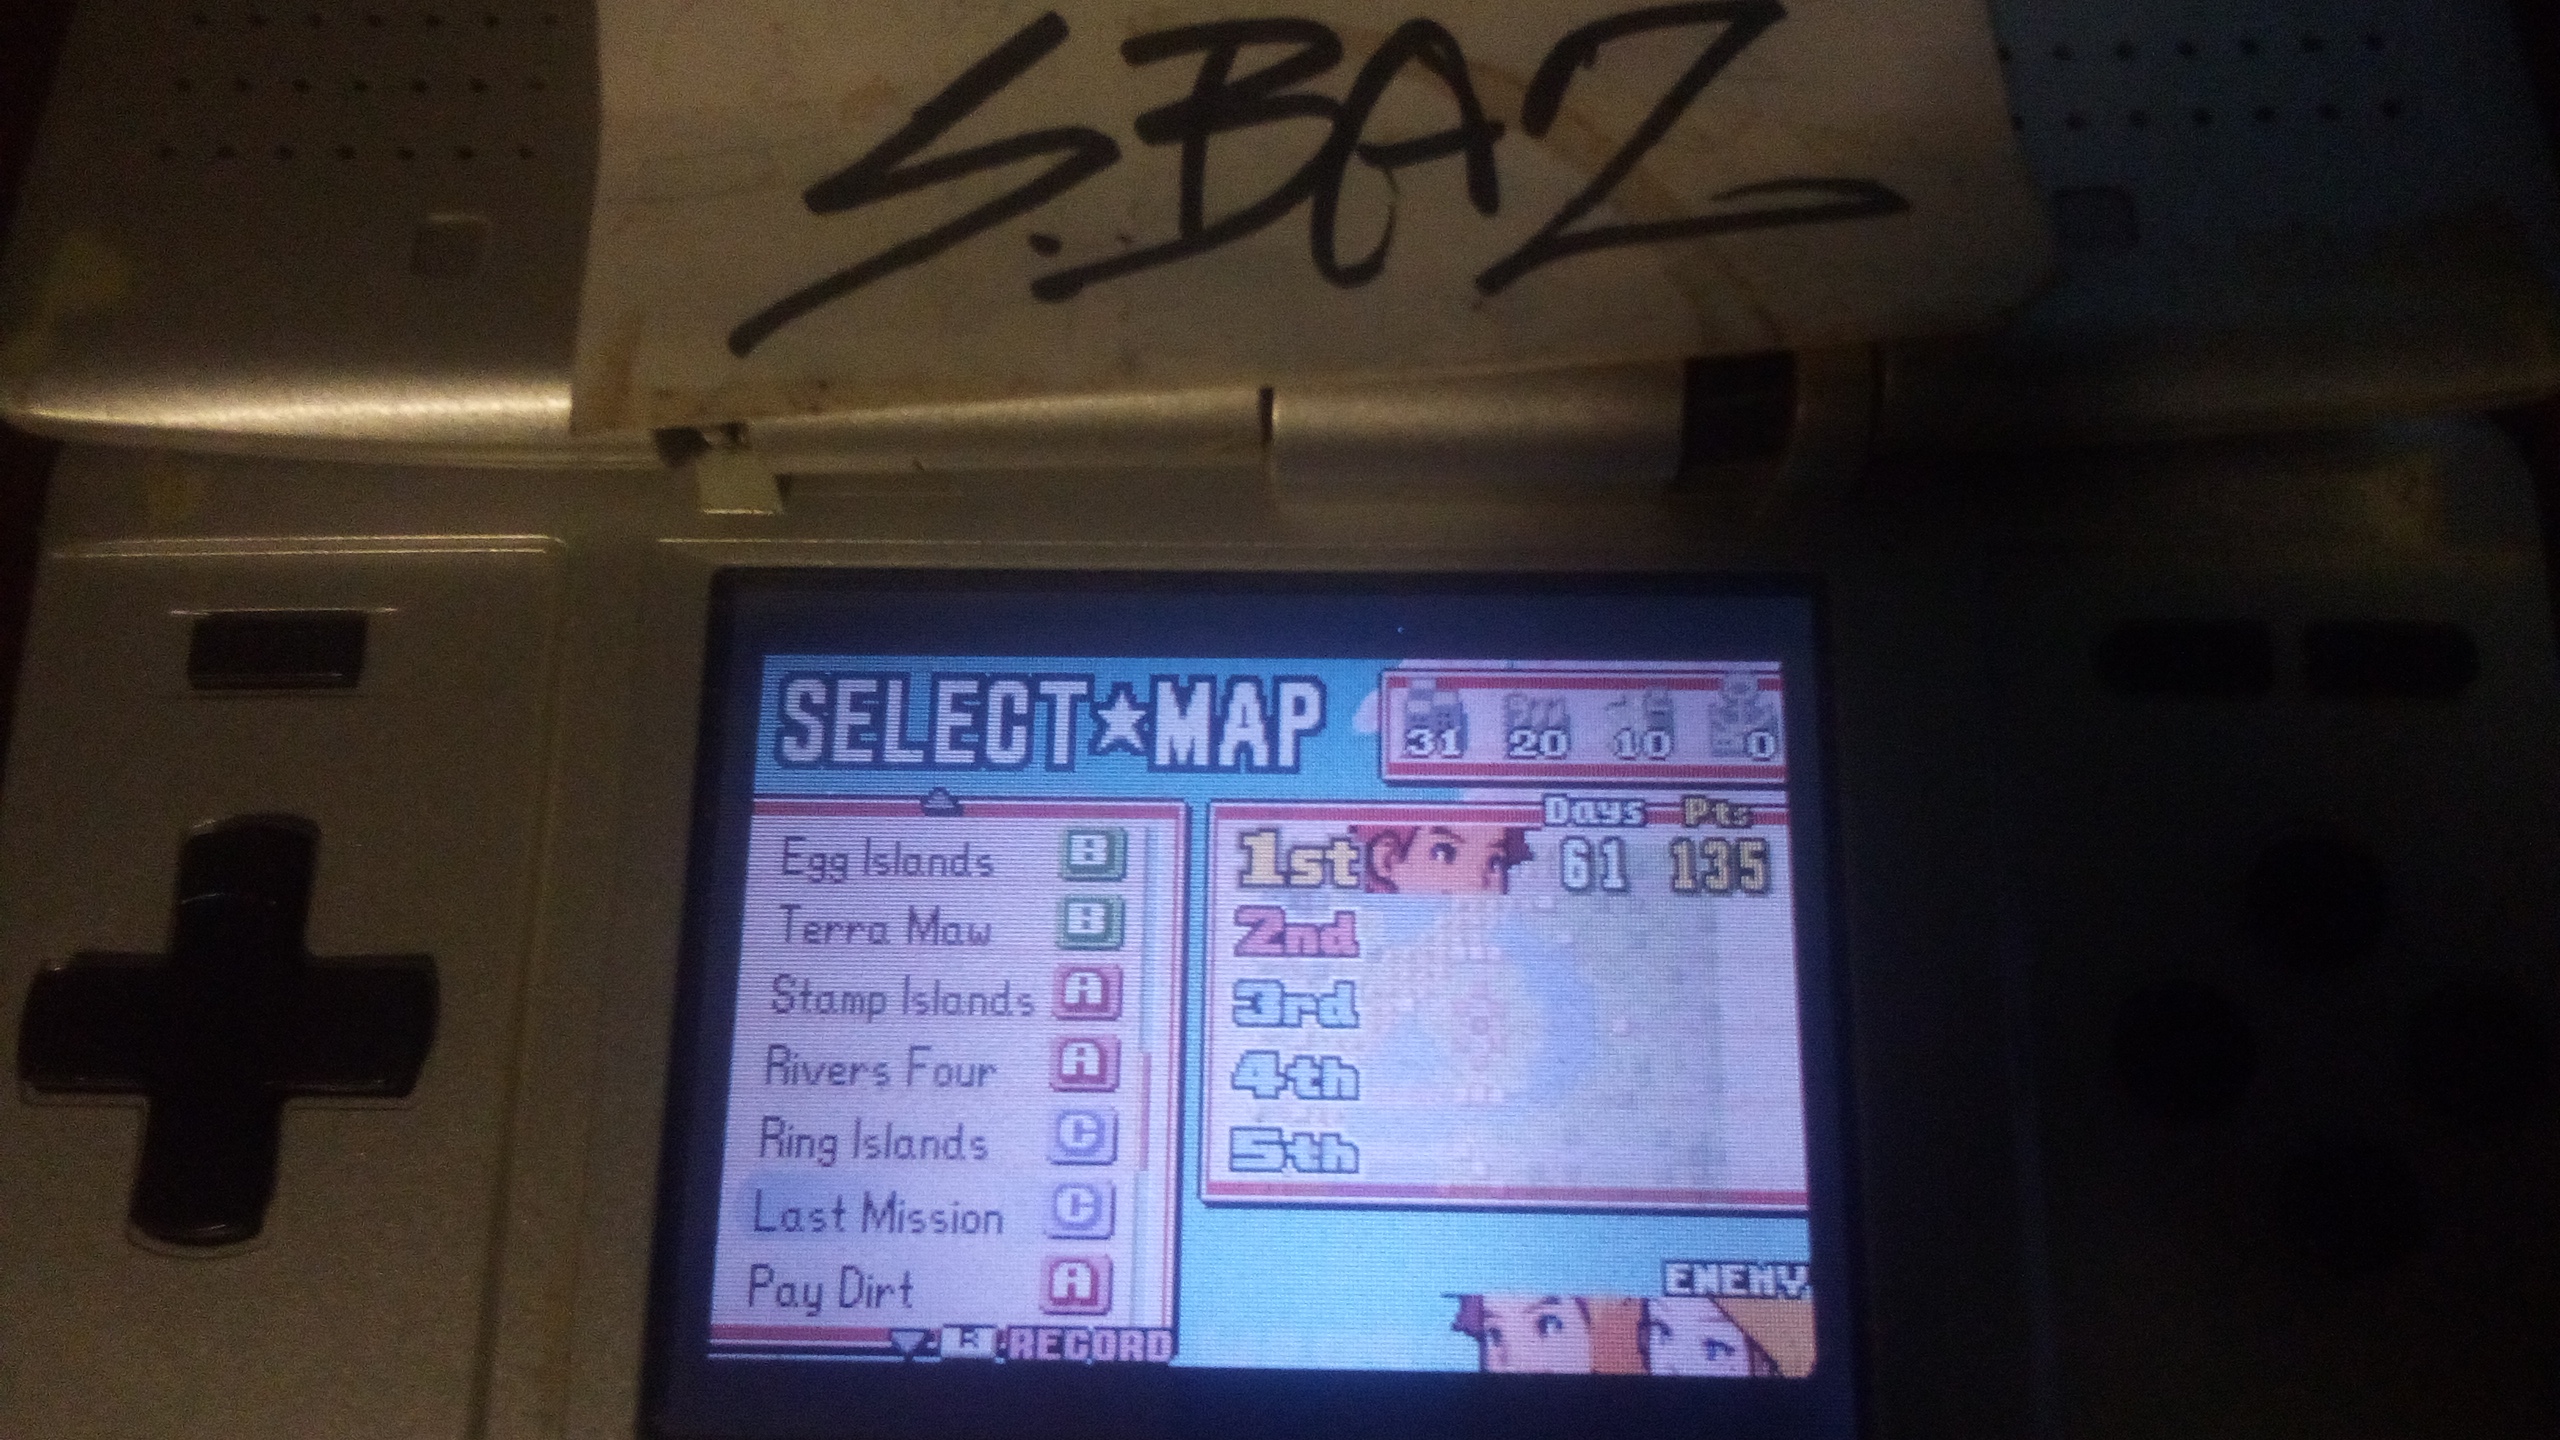 S.BAZ
SELECT★MAP
31 20 10 0
Egg Islands B
Terra Maw B
Stamp Islands A
Rivers Four A
Ring Islands C
Last Mission C
Pay Dirt A
B:RECORD
Days Pts
1st 61 135
2nd
3rd
4th
5th
ENEMY